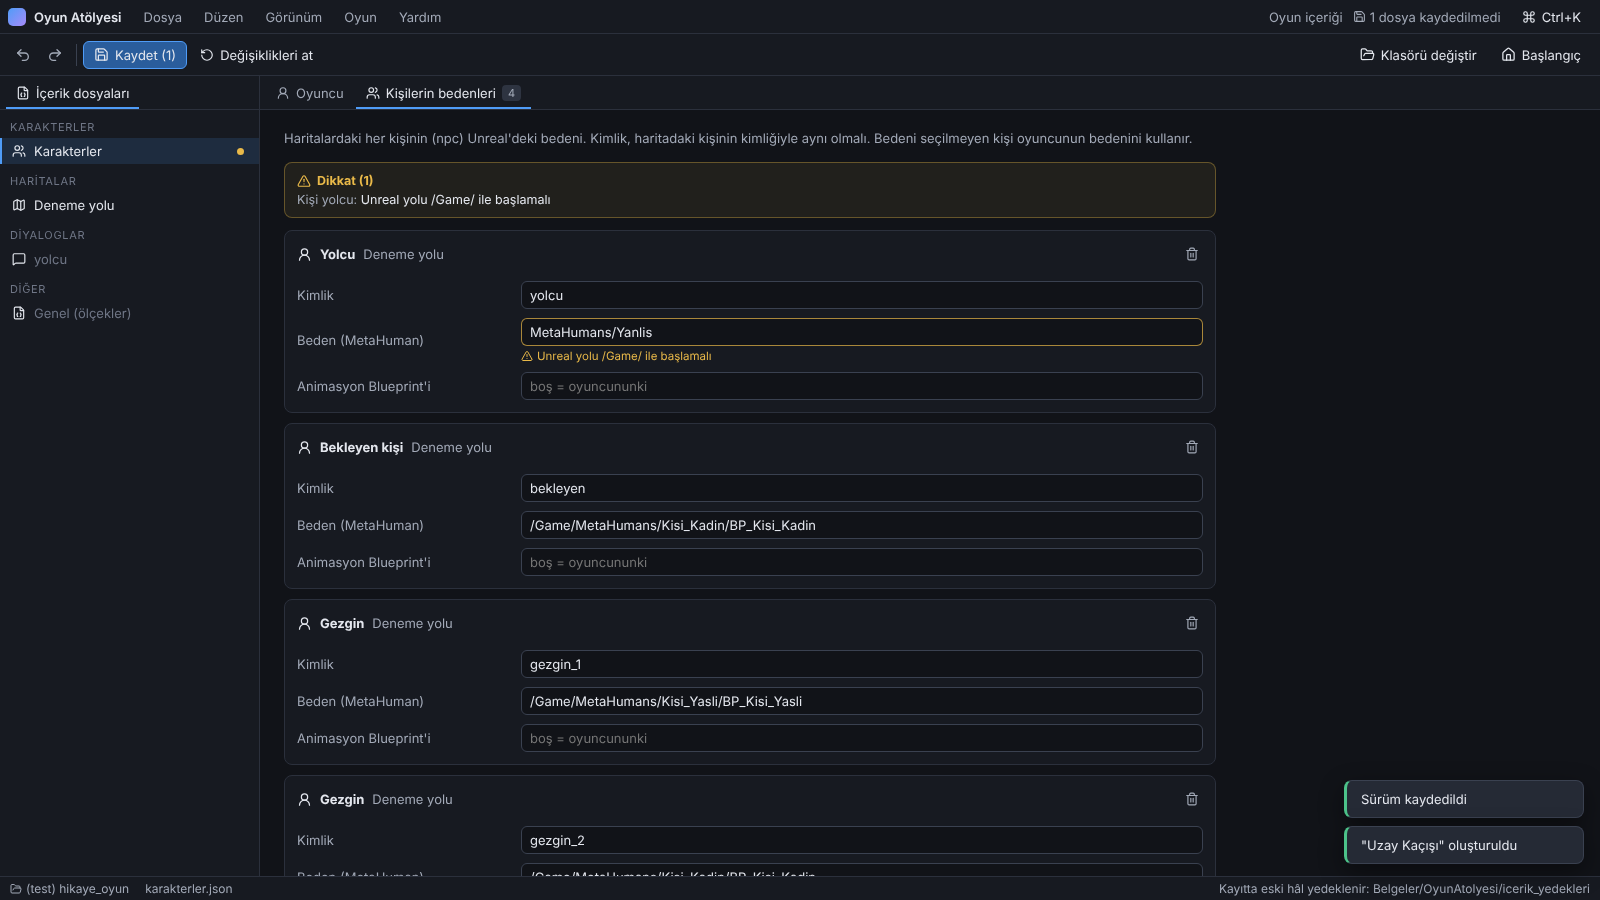 Oyun Atölyesi Dosya Düzen Görünüm Oyun Yardım Oyun içeriği 1 dosya kaydedilmedi ⌘ Ctrl+K
Kaydet (1) Değişiklikleri at Klasörü değiştir Başlangıç
İçerik dosyaları
KARAKTERLER
Karakterler
HARİTALAR
Deneme yolu
DİYALOGLAR
yolcu
DİĞER
Genel (ölçekler)
Oyuncu Kişilerin bedenleri 4
Haritalardaki her kişinin (npc) Unreal'deki bedeni. Kimlik, haritadaki kişinin kimliğiyle aynı olmalı. Bedeni seçilmeyen kişi oyuncunun bedenini kullanır.
Dikkat (1)
Kişi yolcu: Unreal yolu /Game/ ile başlamalı
Yolcu Deneme yolu
Kimlik yolcu
Beden (MetaHuman) MetaHumans/Yanlis
Unreal yolu /Game/ ile başlamalı
Animasyon Blueprint'i boş = oyuncununki
Bekleyen kişi Deneme yolu
Kimlik bekleyen
Beden (MetaHuman) /Game/MetaHumans/Kisi_Kadin/BP_Kisi_Kadin
Animasyon Blueprint'i boş = oyuncununki
Gezgin Deneme yolu
Kimlik gezgin_1
Beden (MetaHuman) /Game/MetaHumans/Kisi_Yasli/BP_Kisi_Yasli
Animasyon Blueprint'i boş = oyuncununki
Gezgin Deneme yolu
Kimlik gezgin_2
Beden (MetaHuman) /Game/MetaHumans/Kisi_Kadin/BP_Kisi_Kadin
Sürüm kaydedildi
"Uzay Kaçışı" oluşturuldu
(test) hikaye_oyun karakterler.json Kayıtta eski hâl yedeklenir: Belgeler/OyunAtolyesi/icerik_yedekleri